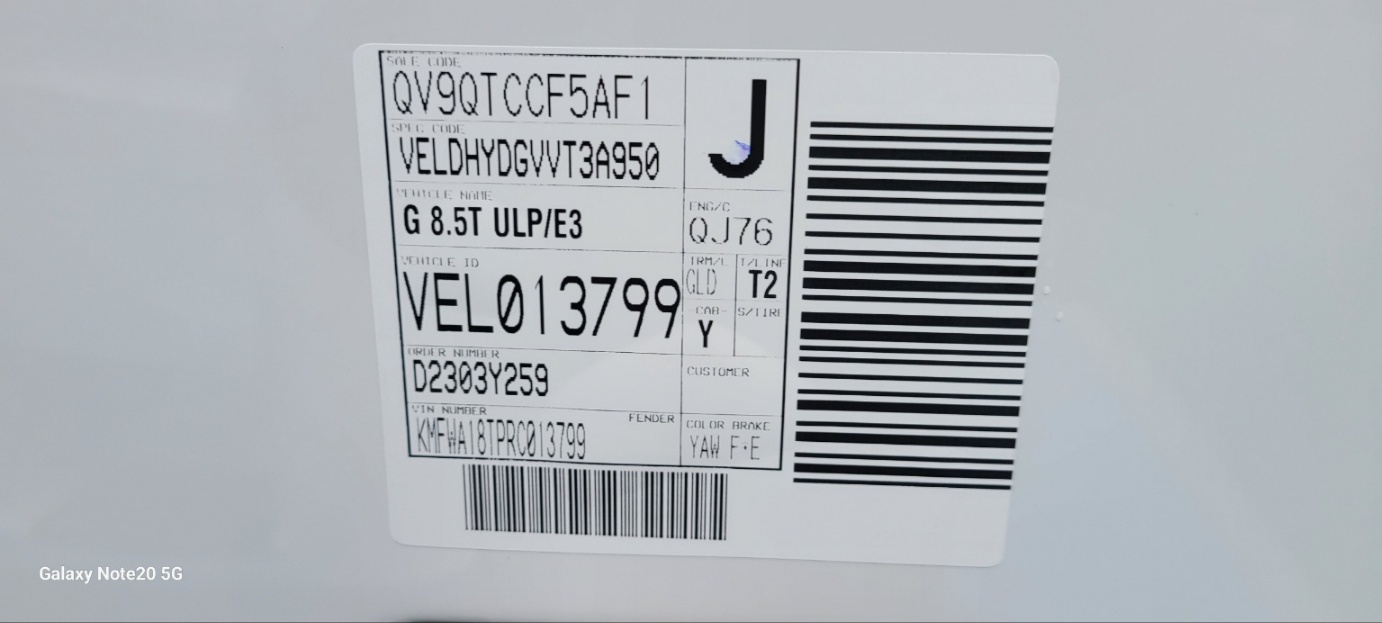 SALE CODE
QV9QTCCF5AF1
J
SPEC CODE
VELDHYDGVVT3A950
VEHICLE NAME
G 8.5T ULP/E3
ENG/C
QJ76
VEHICLE ID
VEL013799
TRM/L T/LINE
GLD T2
-CAB- S/TIRE
Y
ORDER NUMBER
D2303Y259
CUSTOMER
VIN NUMBER FENDER
KMFWA18TPRC013799
COLOR BRAKE
YAW F+E
Galaxy Note20 5G